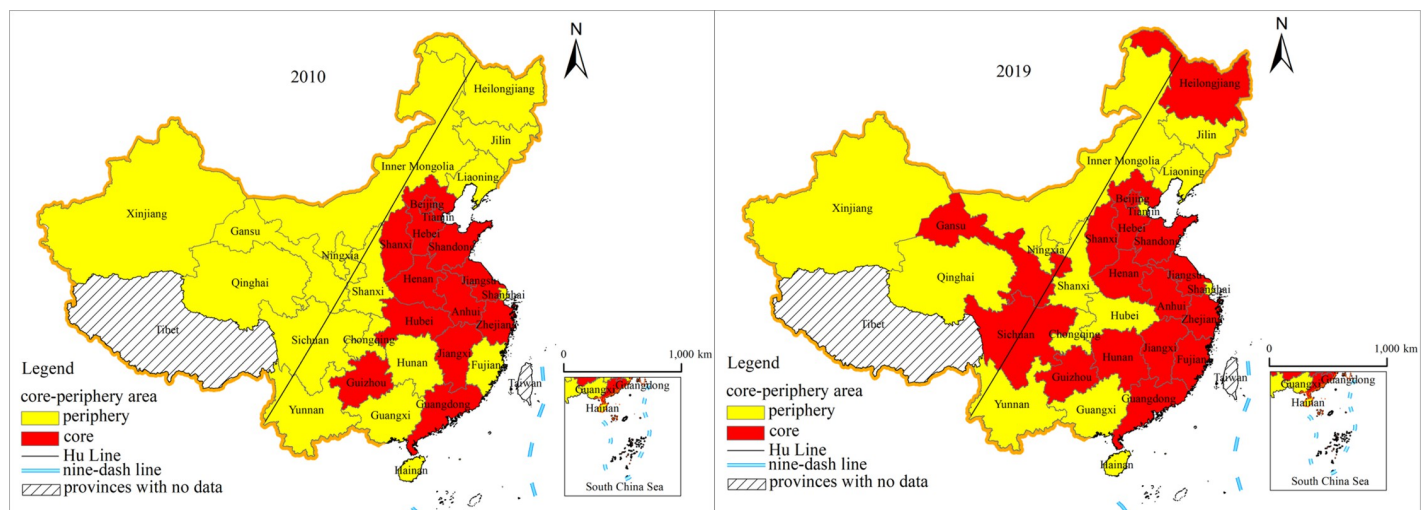 2010
N
Heilongjiang
Jilin
Inner Mongolia
Liaoning
Xinjiang
Beijing
Tianjin
Gansu
Hebei
Shanxi
Shandong
Ningxia
Qinghai
Henan
Jiangsu
Shanxi
Shanghai
Tibet
Hubei
Anhui
Zhejiang
Sichuan
Chongqing
Hunan
Jiangxi
Fujian
Guizhou
Taiwan
Yunnan
Guangxi
Guangdong
Hainan
0
1,000 km
Legend
core-periphery area
periphery
core
Hu Line
nine-dash line
provinces with no data
Guangxi
Guangdong
Hainan
South China Sea
2019
N
Heilongjiang
Jilin
Inner Mongolia
Liaoning
Xinjiang
Beijing
Tianjin
Gansu
Hebei
Shanxi
Shandong
Ningxia
Qinghai
Henan
Jiangsu
Shanxi
Shanghai
Tibet
Hubei
Anhui
Zhejiang
Sichuan
Chongqing
Hunan
Jiangxi
Fujian
Guizhou
Taiwan
Yunnan
Guangxi
Guangdong
Hainan
0
1,000 km
Legend
core-periphery area
periphery
core
Hu Line
nine-dash line
provinces with no data
Guangxi
Guangdong
Hainan
South China Sea